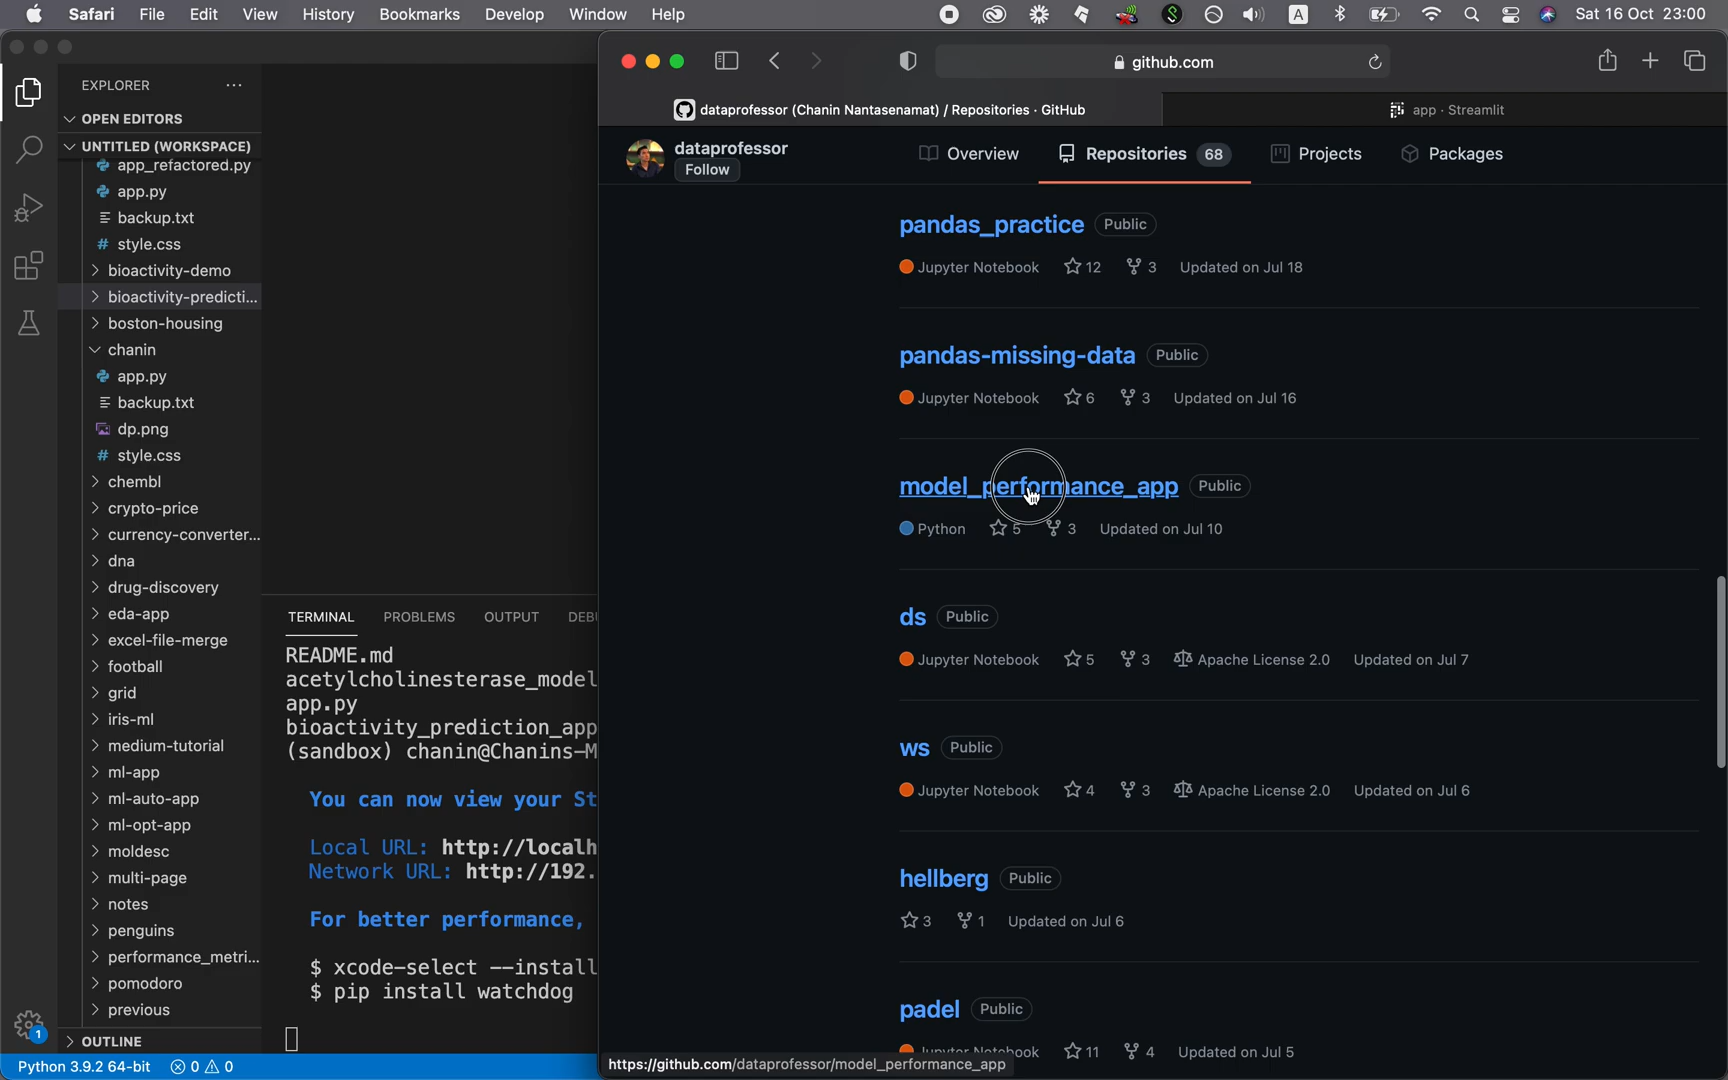 Safari File Edit View History Bookmarks Develop Window Help
A
Sat 16 Oct 23:00
EXPLORER
OPEN EDITORS
UNTITLED (WORKSPACE)
app_refactored.py
app.py
backup.txt
# style.css
bioactivity-demo
bioactivity-predicti...
boston-housing
chanin
app.py
backup.txt
dp.png
# style.css
chembl
crypto-price
currency-converter...
dna
drug-discovery
eda-app
excel-file-merge
football
grid
iris-ml
medium-tutorial
ml-app
ml-auto-app
ml-opt-app
moldesc
multi-page
notes
penguins
performance_metri...
pomodoro
previous
OUTLINE
1
Python 3.9.2 64-bit
0
0
TERMINAL PROBLEMS OUTPUT DEBU
README.md
acetylcholinesterase_model
app.py
bioactivity_prediction_app
(sandbox) chanin@Chanins-M
You can now view your St
Local URL: http://localh
Network URL: http://192.
For better performance,
$ xcode-select --install
$ pip install watchdog
github.com
dataprofessor (Chanin Nantasenamat) / Repositories · GitHub
app · Streamlit
dataprofessor
Follow
Overview
Repositories 68
Projects
Packages
pandas_practice Public
Jupyter Notebook 12 3 Updated on Jul 18
pandas-missing-data Public
Jupyter Notebook 6 3 Updated on Jul 16
model_performance_app Public
Python 5 3 Updated on Jul 10
ds Public
Jupyter Notebook 5 3 Apache License 2.0 Updated on Jul 7
ws Public
Jupyter Notebook 4 3 Apache License 2.0 Updated on Jul 6
hellberg Public
3 1 Updated on Jul 6
padel Public
Jupyter Notebook 11 4 Updated on Jul 5
https://github.com/dataprofessor/model_performance_app